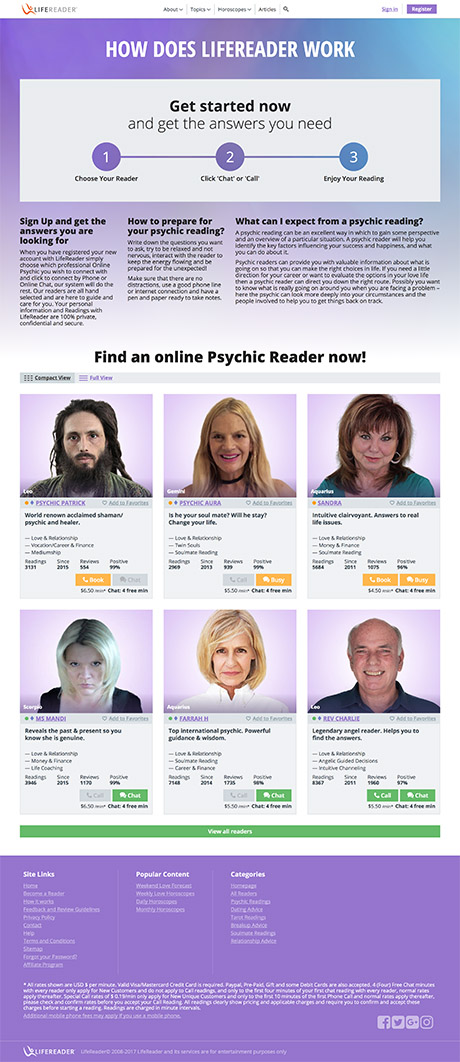 LIFEREADER
About
Topics
Horoscopes
Articles
Sign in
Register
HOW DOES LIFEREADER WORK
Get started now
and get the answers you need
1
2
3
Choose Your Reader
Click 'Chat' or 'Call'
Enjoy Your Reading
Sign Up and get the
answers you are
looking for
When you have registered your new
account with LifeReader simply
choose which professional Online
Psychic you wish to connect with
and click to connect by Phone or
Online Chat, our system will do the
rest. Our readers are all hand
selected and are here to guide and
care for you. Your personal
information and Readings with
LifeReader are 100% private,
confidential and secure.
How to prepare for
your psychic reading?
Write down the questions you want
to ask, try to be relaxed and not
nervous, interact with the reader to
keep the energy flowing and be
prepared for the unexpected!
Make sure that there are no
distractions, use a good phone line
or internet connection and have a
pen and paper ready to take notes.
What can I expect from a psychic reading?
A psychic reading can be an excellent way in which to gain some perspective
and an overview of a particular situation. A psychic reader will help you
identify the key factors influencing your success and happiness, and what
you can do about it.
Psychic readers can provide you with valuable information about what is
going on so that you can make the right choices in life. If you need a little
direction for your career or want to evaluate the options in your love life
then a psychic reader can direct you down the right route. Possibly you want
to know what is really going on around you when you are facing a problem –
here the psychic can look more deeply into your circumstances and the
people involved to help you to get things back on track.
Find an online Psychic Reader now!
Compact View
Full View
Leo
PSYCHIC PATRICK
Add to Favorites
World renown acclaimed shaman/
psychic and healer.
— Love & Relationship
— Vocation/Career & Finance
— Mediumship
Readings Since Reviews Positive
3131 2015 554 99%
Book
Chat
$6.50 /min* Chat: 4 free min
Gemini
PSYCHIC AURA
Add to Favorites
Is he your soul mate? Will he stay?
Change your life.
— Love & Relationship
— Twin Souls
— Soulmate Reading
Readings Since Reviews Positive
2969 2013 939 99%
Call
Busy
$5.50 /min* Chat: 4 free min
Aquarius
SANDRA
Add to Favorites
Intuitive clairvoyant. Answers to real
life issues.
— Love & Relationship
— Money & Finance
— Soulmate Reading
Readings Since Reviews Positive
5684 2011 1075 96%
Book
Busy
$4.50 /min* Chat: 4 free min
Scorpio
MS MANDI
Add to Favorites
Reveals the past & present so you
know she is genuine.
— Love & Relationship
— Money & Finance
— Life Coaching
Readings Since Reviews Positive
3946 2015 1170 96%
Call
Chat
$5.50 /min* Chat: 4 free min
Aquarius
FARRAH H
Add to Favorites
Top international psychic. Powerful
guidance & wisdom.
— Love & Relationship
— Soulmate Reading
— Career & Finance
Readings Since Reviews Positive
7148 2014 1735 98%
Call
Chat
$6.50 /min* Chat: 4 free min
Leo
REV CHARLIE
Add to Favorites
Legendary angel reader. Helps you to
find the answers.
— Love & Relationship
— Angelic Guided Decisions
— Intuitive Channeling
Readings Since Reviews Positive
8367 2011 1960 97%
Call
Chat
$5.50 /min* Chat: 4 free min
View all readers
Site Links
Home
Become a Reader
How it works
Feedback and Review Guidelines
Privacy Policy
Contact
Help
Terms and Conditions
Sitemap
Forgot your Password?
Affiliate Program
Popular Content
Weekend Love Forecast
Weekly Love Horoscopes
Daily Horoscopes
Monthly Horoscopes
Categories
Homepage
All Readers
Psychic Readings
Dating Advice
Tarot Readings
Breakup Advice
Soulmate Readings
Relationship Advice
* All rates shown are USD $ per minute. Valid Visa/Mastercard Credit Card is required. Paypal, Pre-Paid, Gift and some Debit Cards are also accepted. 4 (Four) Free Chat minutes
with every reader only apply for New Customers and do not apply to Call readings, and only to the first four minutes of your first chat reading with every reader, normal rates
apply thereafter. Special Call rates of $ 0.19/min only apply for New Unique Customers and only to the first 10 minutes of the first Phone Call and normal rates apply thereafter,
please check and confirm rates before you accept your Call Reading. All readings clearly show pricing and applicable charges and require you to confirm and accept these
charges before starting a reading. Readings are charged in minute intervals.
Additional mobile phone fees may apply if you use a mobile phone.
LIFEREADER
LifeReader© 2008-2017 LifeReader and its services are for entertainment purposes only.